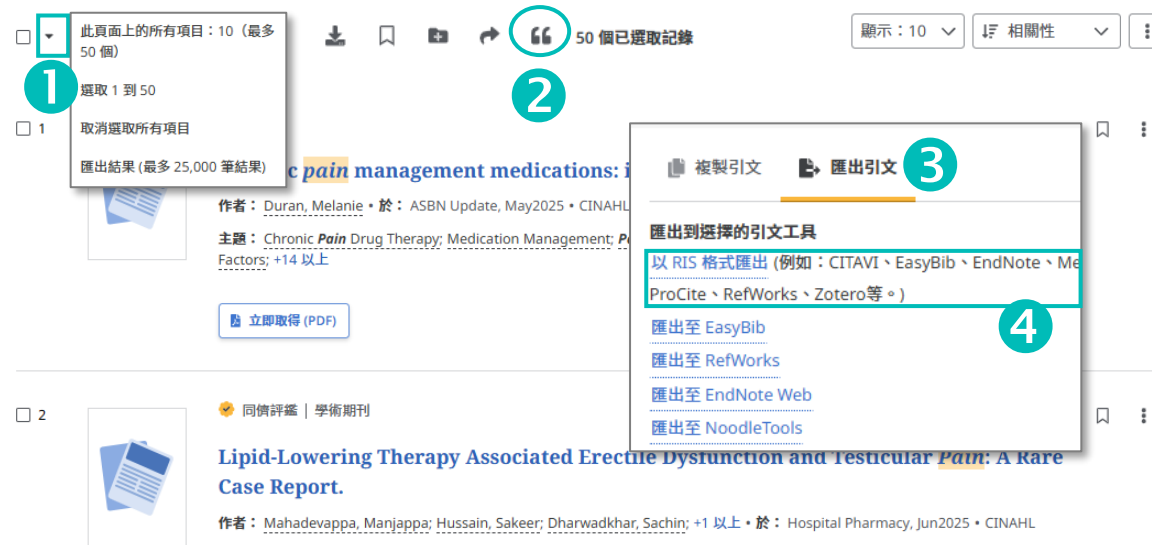 此頁面上的所有項目：10（最多
50 個）
選取 1 到 50
取消選取所有項目
匯出結果 (最多 25,000 筆結果)
1
2
50 個已選取記錄
顯示：10
相關性
1
c pain management medications: i
作者： Duran, Melanie • 於： ASBN Update, May2025 • CINAHL
主題： Chronic Pain Drug Therapy; Medication Management; P
Factors; +14 以上
立即取得 (PDF)
複製引文
匯出引文
3
匯出到選擇的引文工具
以 RIS 格式匯出 (例如：CITAVI、EasyBib、EndNote、Me
ProCite、RefWorks、Zotero等。)
4
匯出至 EasyBib
匯出至 RefWorks
匯出至 EndNote Web
匯出至 NoodleTools
2
同儕評鑑 | 學術期刊
Lipid-Lowering Therapy Associated Erectile Dysfunction and Testicular Pain: A Rare
Case Report.
作者： Mahadevappa, Manjappa; Hussain, Sakeer; Dharwadkhar, Sachin; +1 以上 • 於： Hospital Pharmacy, Jun2025 • CINAHL